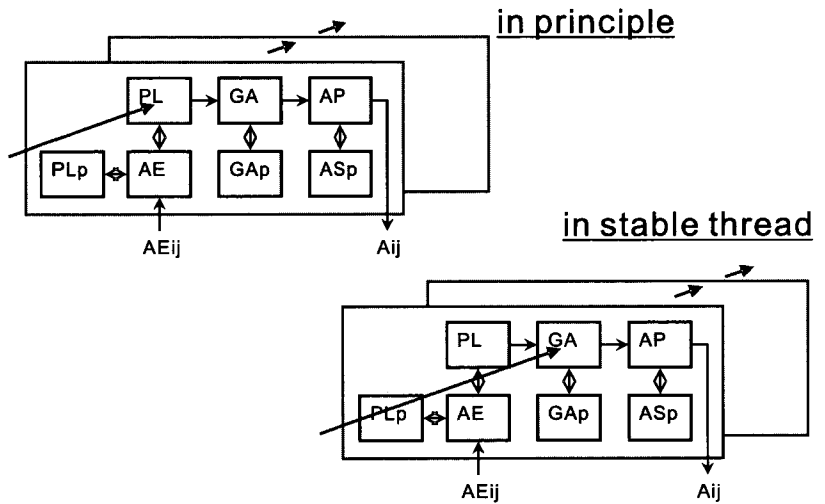 in principle
PL GA AP
PLp AE GAp ASp
AEij Aij
in stable thread
PL GA AP
PLp AE GAp ASp
AEij Aij